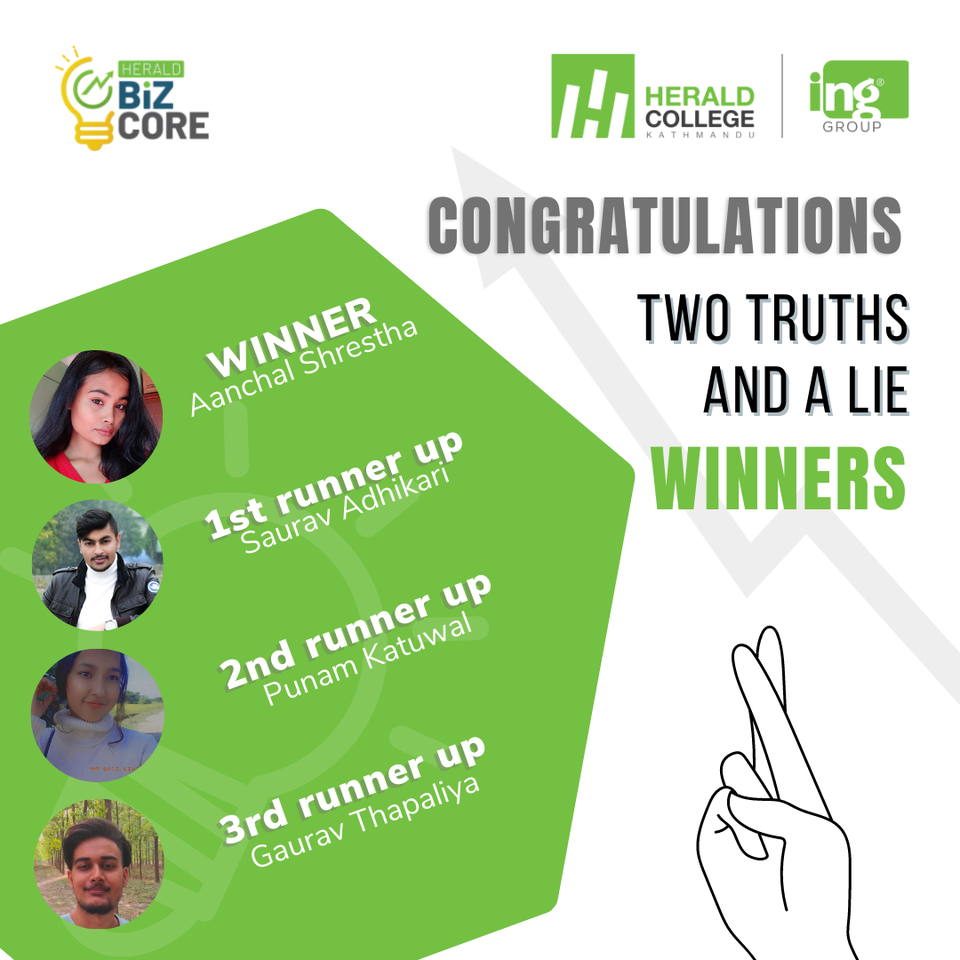 HERALD
BiZ
CORE
HERALD
COLLEGE
KATHMANDU
ing®
GROUP
CONGRATULATIONS
TWO TRUTHS
AND A LIE
WINNERS
WINNER
Aanchal Shrestha
1st runner up
Saurav Adhikari
2nd runner up
Punam Katuwal
3rd runner up
Gaurav Thapaliya